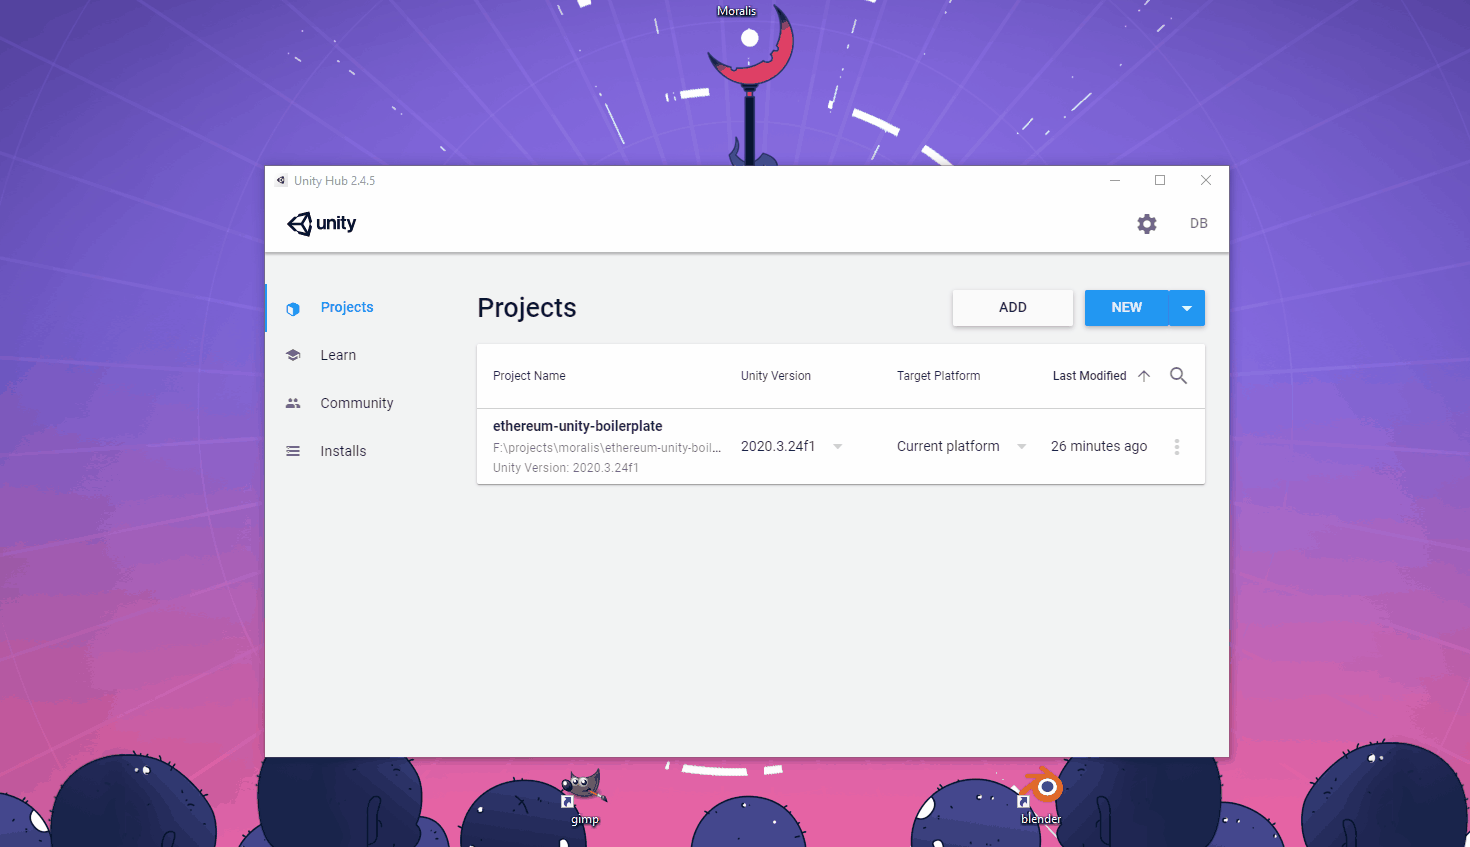 Moralis
Unity Hub 2.4.5
unity
DB
Projects
Learn
Community
Installs
Projects
ADD
NEW
Project Name
Unity Version
Target Platform
Last Modified
ethereum-unity-boilerplate
F:\projects\moralis\ethereum-unity-boil...
Unity Version: 2020.3.24f1
2020.3.24f1
Current platform
26 minutes ago
gimp
blender